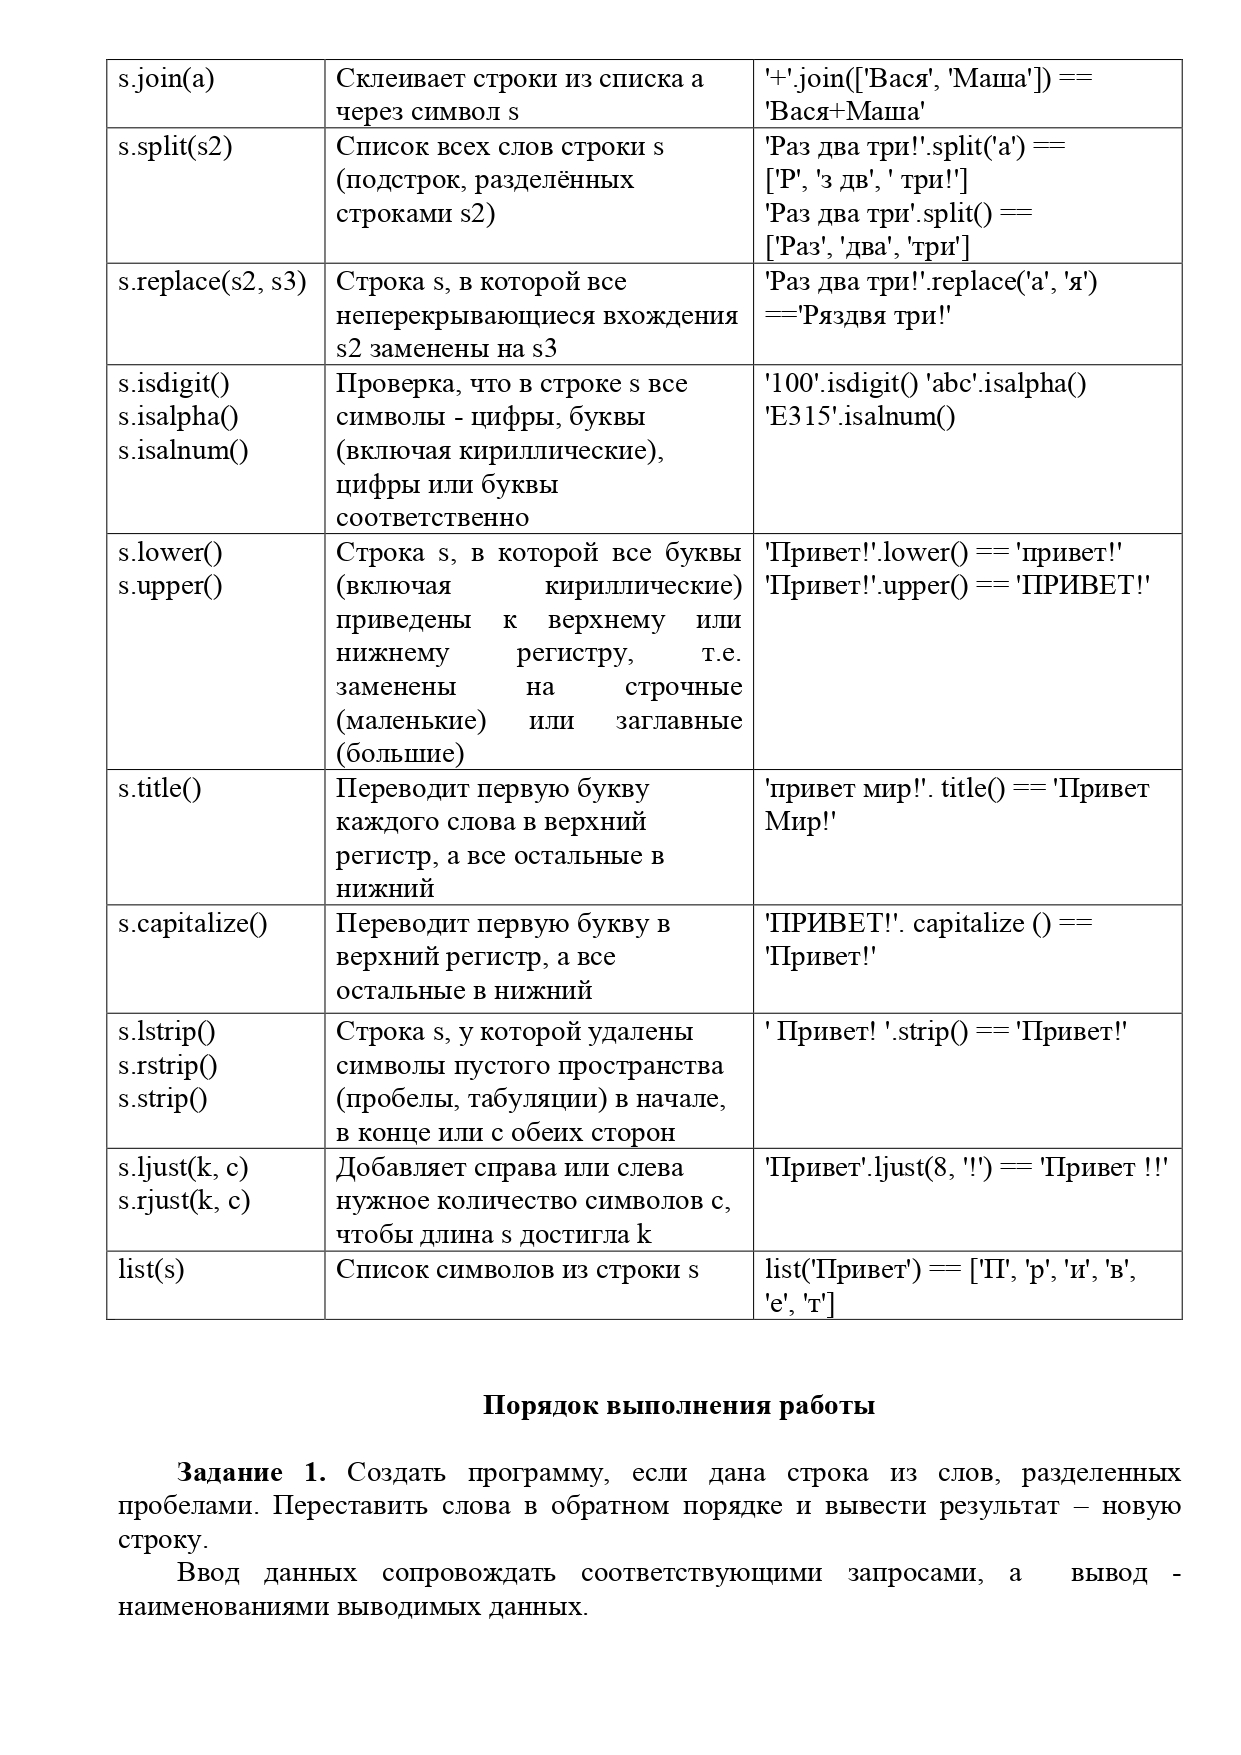 s.join(a)
Склеивает строки из списка a
через символ s
'+'.join(['Вася', 'Маша']) ==
'Вася+Маша'
s.split(s2)
Список всех слов строки s
(подстрок, разделённых
строками s2)
'Раз два три!'.split('а') ==
['Р', 'з дв', ' три!']
'Раз два три'.split() ==
['Раз', 'два', 'три']
s.replace(s2, s3)
Строка s, в которой все
неперекрывающиеся вхождения
s2 заменены на s3
'Раз два три!'.replace('а', 'я')
=='Ряздвя три!'
s.isdigit()
s.isalpha()
s.isalnum()
Проверка, что в строке s все
символы - цифры, буквы
(включая кириллические),
цифры или буквы
соответственно
'100'.isdigit() 'abc'.isalpha()
'E315'.isalnum()
s.lower()
s.upper()
Строка s, в которой все буквы
(включая кириллические)
приведены к верхнему или
нижнему регистру, т.е.
заменены на строчные
(маленькие) или заглавные
(большие)
'Привет!'.lower() == 'привет!'
'Привет!'.upper() == 'ПРИВЕТ!'
s.title()
Переводит первую букву
каждого слова в верхний
регистр, а все остальные в
нижний
'привет мир!'. title() == 'Привет
Мир!'
s.capitalize()
Переводит первую букву в
верхний регистр, а все
остальные в нижний
'ПРИВЕТ!'. capitalize () ==
'Привет!'
s.lstrip()
s.rstrip()
s.strip()
Строка s, у которой удалены
символы пустого пространства
(пробелы, табуляции) в начале,
в конце или с обеих сторон
' Привет! '.strip() == 'Привет!'
s.ljust(k, c)
s.rjust(k, c)
Добавляет справа или слева
нужное количество символов c,
чтобы длина s достигла k
'Привет'.ljust(8, '!') == 'Привет !!'
list(s)
Список символов из строки s
list('Привет') == ['П', 'р', 'и', 'в',
'е', 'т']
Порядок выполнения работы
Задание 1. Создать программу, если дана строка из слов, разделенных
пробелами. Переставить слова в обратном порядке и вывести результат – новую
строку.
Ввод данных сопровождать соответствующими запросами, а вывод -
наименованиями выводимых данных.